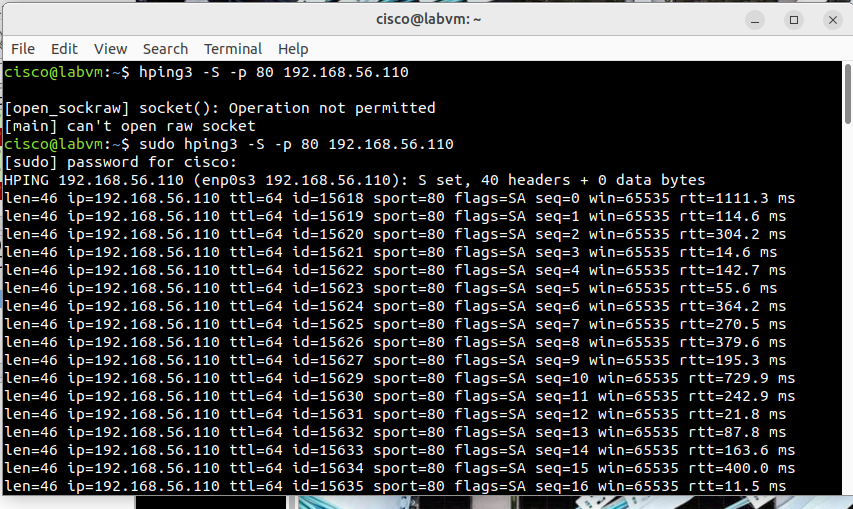 cisco@labvm: ~
File Edit View Search Terminal Help
cisco@labvm:~$ hping3 -S -p 80 192.168.56.110
[open_sockraw] socket(): Operation not permitted
[main] can't open raw socket
cisco@labvm:~$ sudo hping3 -S -p 80 192.168.56.110
[sudo] password for cisco:
HPING 192.168.56.110 (enp0s3 192.168.56.110): S set, 40 headers + 0 data bytes
len=46 ip=192.168.56.110 ttl=64 id=15618 sport=80 flags=SA seq=0 win=65535 rtt=1111.3 ms
len=46 ip=192.168.56.110 ttl=64 id=15619 sport=80 flags=SA seq=1 win=65535 rtt=114.6 ms
len=46 ip=192.168.56.110 ttl=64 id=15620 sport=80 flags=SA seq=2 win=65535 rtt=304.2 ms
len=46 ip=192.168.56.110 ttl=64 id=15621 sport=80 flags=SA seq=3 win=65535 rtt=14.6 ms
len=46 ip=192.168.56.110 ttl=64 id=15622 sport=80 flags=SA seq=4 win=65535 rtt=142.7 ms
len=46 ip=192.168.56.110 ttl=64 id=15623 sport=80 flags=SA seq=5 win=65535 rtt=55.6 ms
len=46 ip=192.168.56.110 ttl=64 id=15624 sport=80 flags=SA seq=6 win=65535 rtt=364.2 ms
len=46 ip=192.168.56.110 ttl=64 id=15625 sport=80 flags=SA seq=7 win=65535 rtt=270.5 ms
len=46 ip=192.168.56.110 ttl=64 id=15626 sport=80 flags=SA seq=8 win=65535 rtt=379.6 ms
len=46 ip=192.168.56.110 ttl=64 id=15627 sport=80 flags=SA seq=9 win=65535 rtt=195.3 ms
len=46 ip=192.168.56.110 ttl=64 id=15629 sport=80 flags=SA seq=10 win=65535 rtt=729.9 ms
len=46 ip=192.168.56.110 ttl=64 id=15630 sport=80 flags=SA seq=11 win=65535 rtt=242.9 ms
len=46 ip=192.168.56.110 ttl=64 id=15631 sport=80 flags=SA seq=12 win=65535 rtt=21.8 ms
len=46 ip=192.168.56.110 ttl=64 id=15632 sport=80 flags=SA seq=13 win=65535 rtt=87.8 ms
len=46 ip=192.168.56.110 ttl=64 id=15633 sport=80 flags=SA seq=14 win=65535 rtt=163.6 ms
len=46 ip=192.168.56.110 ttl=64 id=15634 sport=80 flags=SA seq=15 win=65535 rtt=400.0 ms
len=46 ip=192.168.56.110 ttl=64 id=15635 sport=80 flags=SA seq=16 win=65535 rtt=11.5 ms